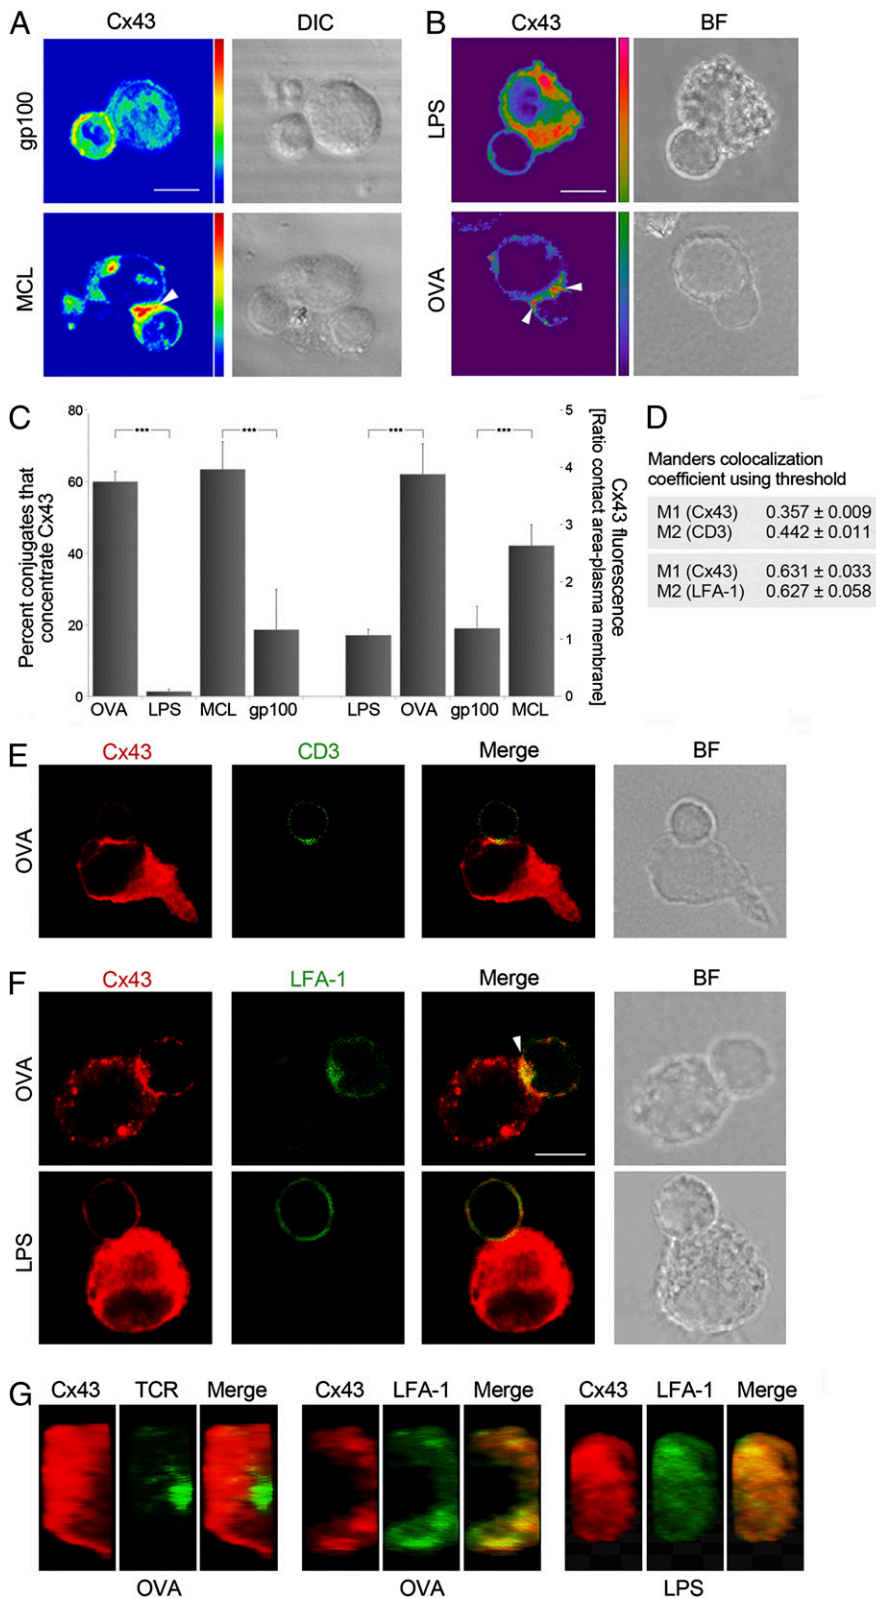 A
Cx43
DIC
gp100
MCL
B
Cx43
BF
LPS
OVA
C
Percent conjugates that
concentrate Cx43
80
60
40
20
0
***
***
***
***
OVA
LPS
MCL
gp100
LPS
OVA
gp100
MCL
5
4
3
2
1
0
Cx43 fluorescence
[Ratio contact area-plasma membrane]
D
Manders colocalization
coefficient using threshold
M1 (Cx43) 0.357 ± 0.009
M2 (CD3) 0.442 ± 0.011
M1 (Cx43) 0.631 ± 0.033
M2 (LFA-1) 0.627 ± 0.058
E
Cx43
CD3
Merge
BF
OVA
F
Cx43
LFA-1
Merge
BF
OVA
LPS
G
Cx43
TCR
Merge
OVA
Cx43
LFA-1
Merge
OVA
Cx43
LFA-1
Merge
LPS